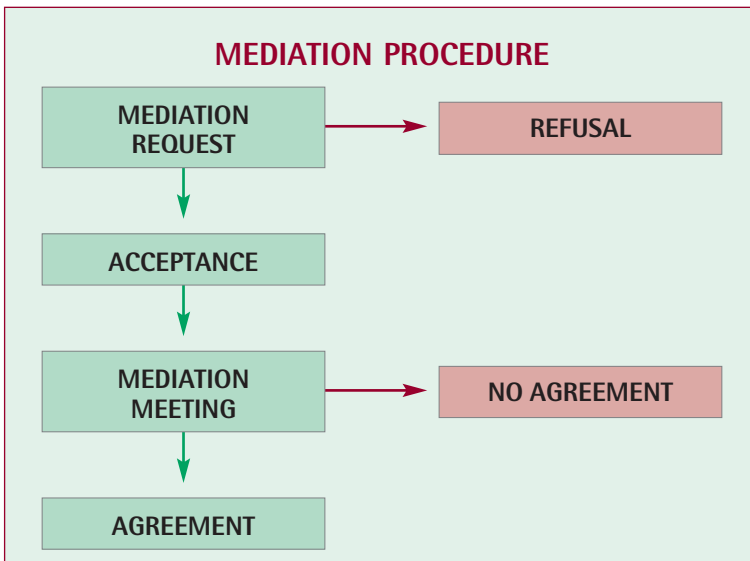 MEDIATION PROCEDURE
MEDIATION
REQUEST
REFUSAL
ACCEPTANCE
MEDIATION
MEETING
NO AGREEMENT
AGREEMENT